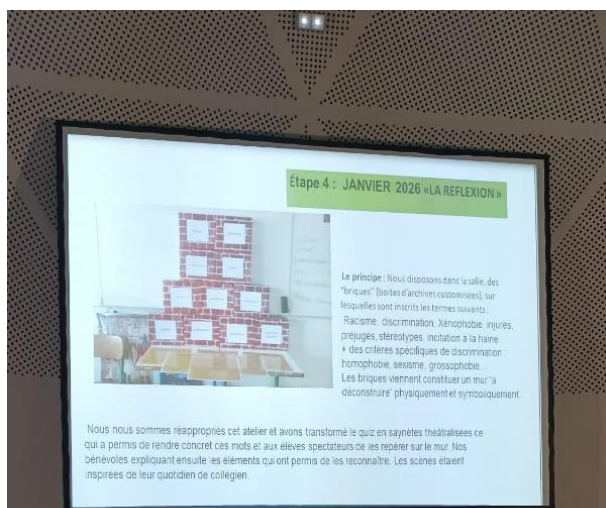 Étape 4 : JANVIER 2026 «LA REFLEXION»
Le principe : Nous disposons dans la salle, des
"briques" (boites d'archives customisées), sur
lesquelles sont inscrits les termes suivants :
Racisme, discrimination, Xénophobie, injures,
préjugés, stéréotypes, incitation à la haine
+ des critères spécifiques de discrimination :
homophobie, sexisme, grossophobie...
Les briques viennent constituer un mur "à
déconstruire" physiquement et symboliquement.
Nous nous sommes réappropriés cet atelier et avons transformé le quiz en saynètes théâtralisées ce
qui a permis de rendre concret ces mots et aux élèves spectateurs de les repérer sur le mur. Nos
bénévoles expliquant ensuite les éléments qui ont permis de les reconnaître. Les scènes étaient
inspirées de leur quotidien de collégien.